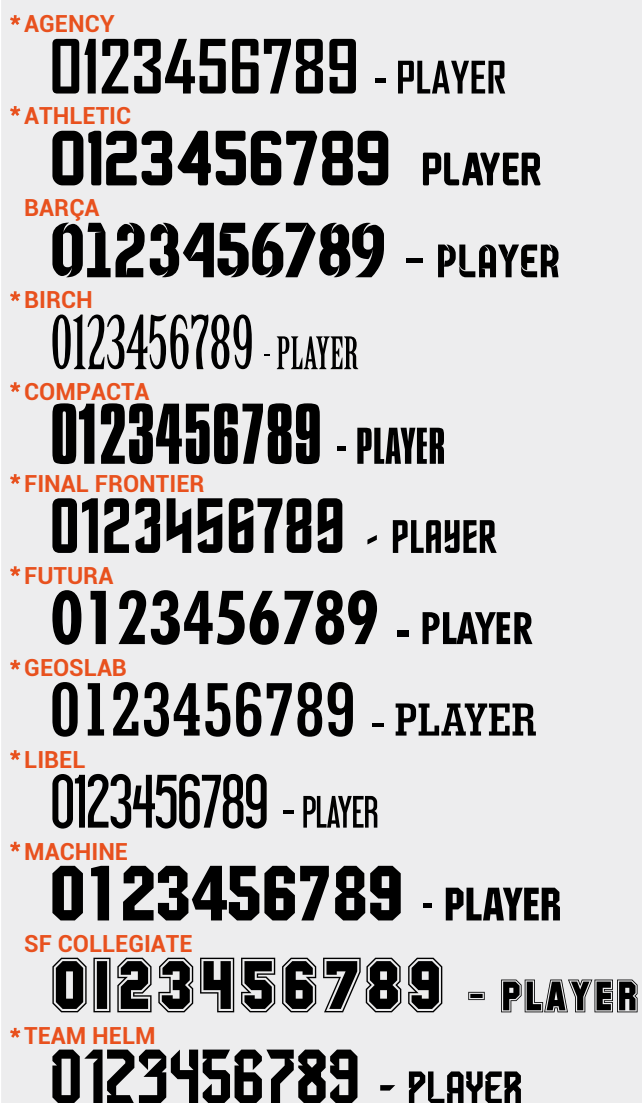 *AGENCY
0123456789 - PLAYER
*ATHLETIC
0123456789 PLAYER
BARÇA
0123456789 - PLAYER
*BIRCH
0123456789 - PLAYER
*COMPACTA
0123456789 - PLAYER
*FINAL FRONTIER
0123456789 - PLAYER
*FUTURA
0123456789 - PLAYER
*GEOSLAB
0123456789 - PLAYER
*LIBEL
0123456789 - PLAYER
*MACHINE
0123456789 - PLAYER
SF COLLEGIATE
0123456789 - PLAYER
*TEAM HELM
0123456789 - PLAYER